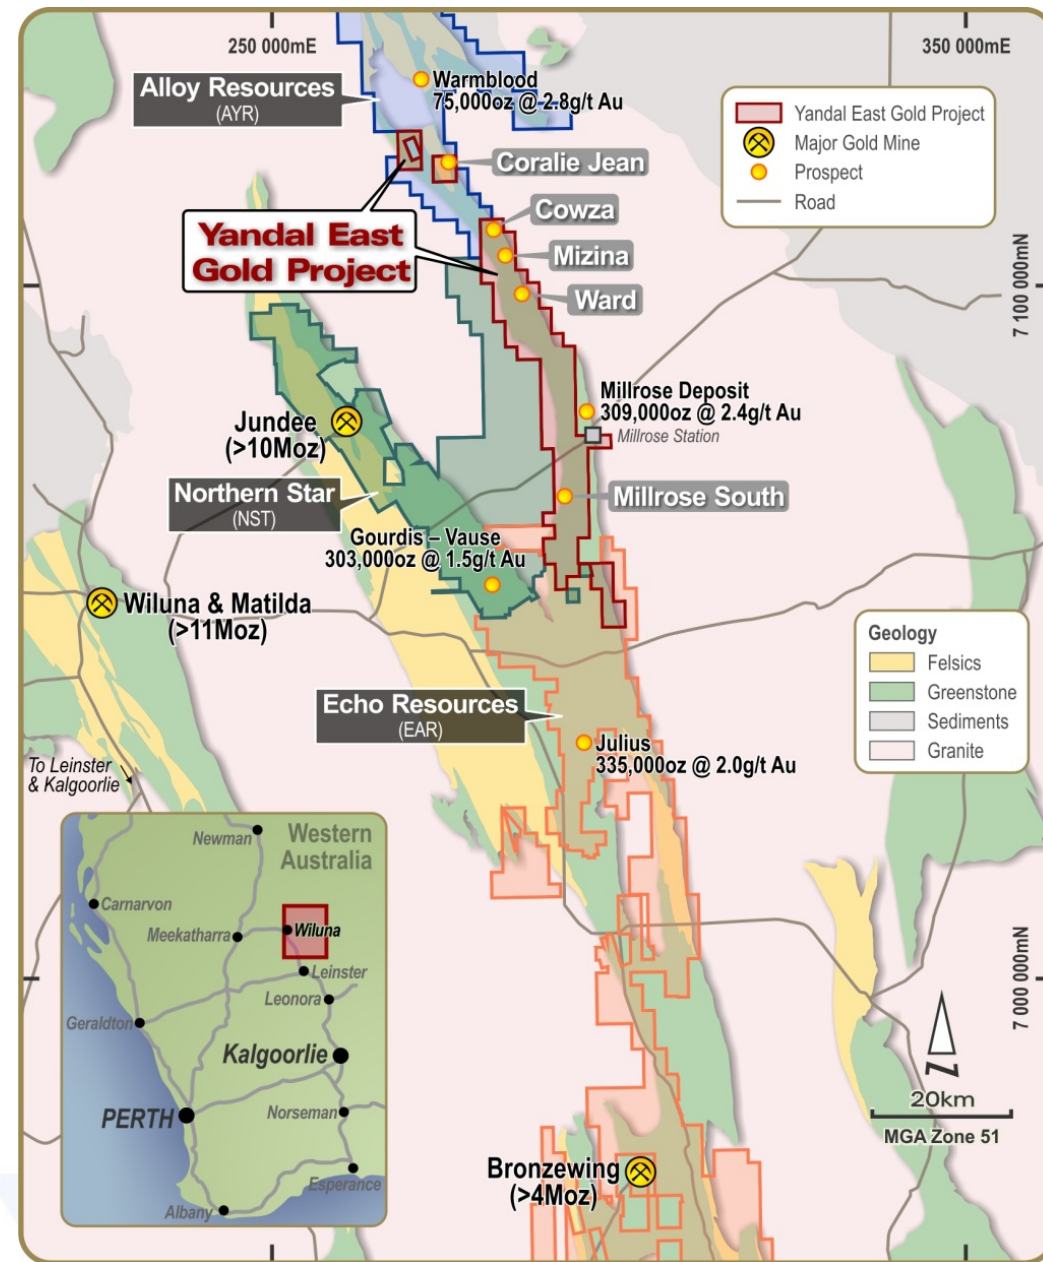 250 000mE
350 000mE
Alloy Resources
(AYR)
Warmblood
75,000oz @ 2.8g/t Au
Yandal East Gold Project
Major Gold Mine
Prospect
Road
Coralie Jean
Cowza
Yandal East
Gold Project
Mizina
Ward
7 100 000mN
Millrose Deposit
309,000oz @ 2.4g/t Au
Millrose Station
Jundee
(>10Moz)
Northern Star
(NST)
Millrose South
Gourdis – Vause
303,000oz @ 1.5g/t Au
Wiluna & Matilda
(>11Moz)
Geology
Felsics
Greenstone
Sediments
Granite
Echo Resources
(EAR)
Julius
335,000oz @ 2.0g/t Au
To Leinster
& Kalgoorlie
Western
Australia
Newman
Carnarvon
Meekatharra
Wiluna
Leinster
Leonora
Geraldton
Kalgoorlie
PERTH
Norseman
Esperance
Albany
7 000 000mN
N
20km
MGA Zone 51
Bronzewing
(>4Moz)